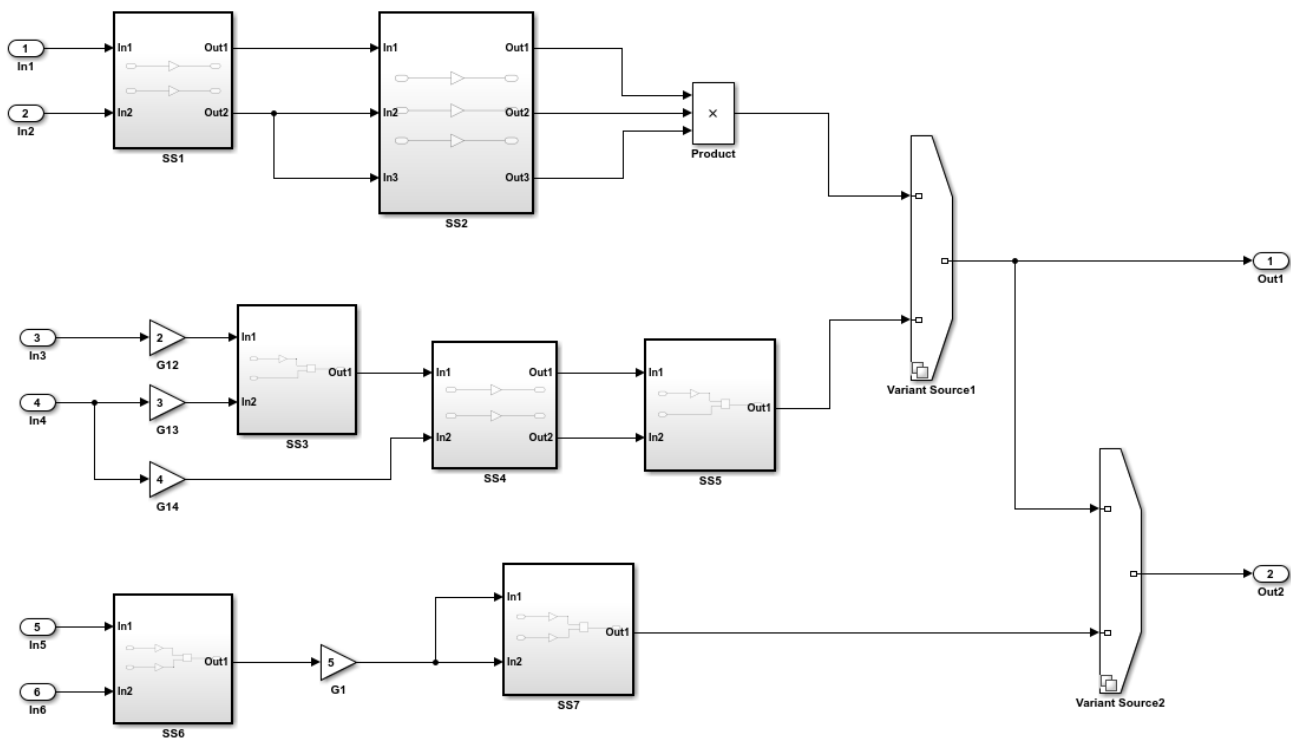 1
In1
2
In2
In1
In2
Out1
Out2
SS1
In1
In2
In3
Out1
Out2
Out3
SS2
×
Product
Variant Source1
1
Out1
3
In3
4
In4
2
G12
3
G13
4
G14
In1
In2
Out1
SS3
In1
In2
Out1
Out2
SS4
In1
In2
Out1
SS5
5
In5
6
In6
In1
In2
Out1
SS6
5
G1
In1
In2
Out1
SS7
Variant Source2
2
Out2